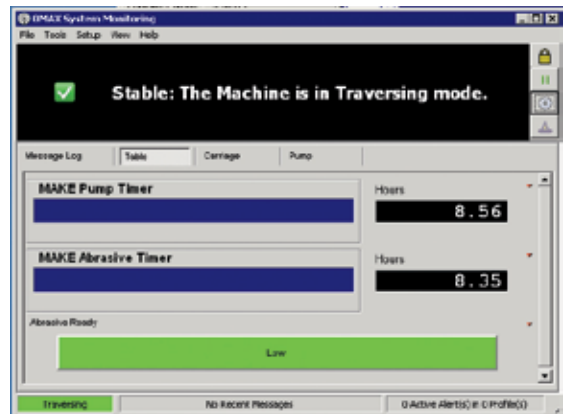 OMAX System Monitoring
File Tools Setup View Help
Stable: The Machine is in Traversing mode.
Message Log Table Carriage Pump
MAKE Pump Timer Hours
8.56
MAKE Abrasive Timer Hours
8.35
Abrasive Ready
Low
Traversing No Recent Messages 0 Active Alert(s) in 0 Profile(s)